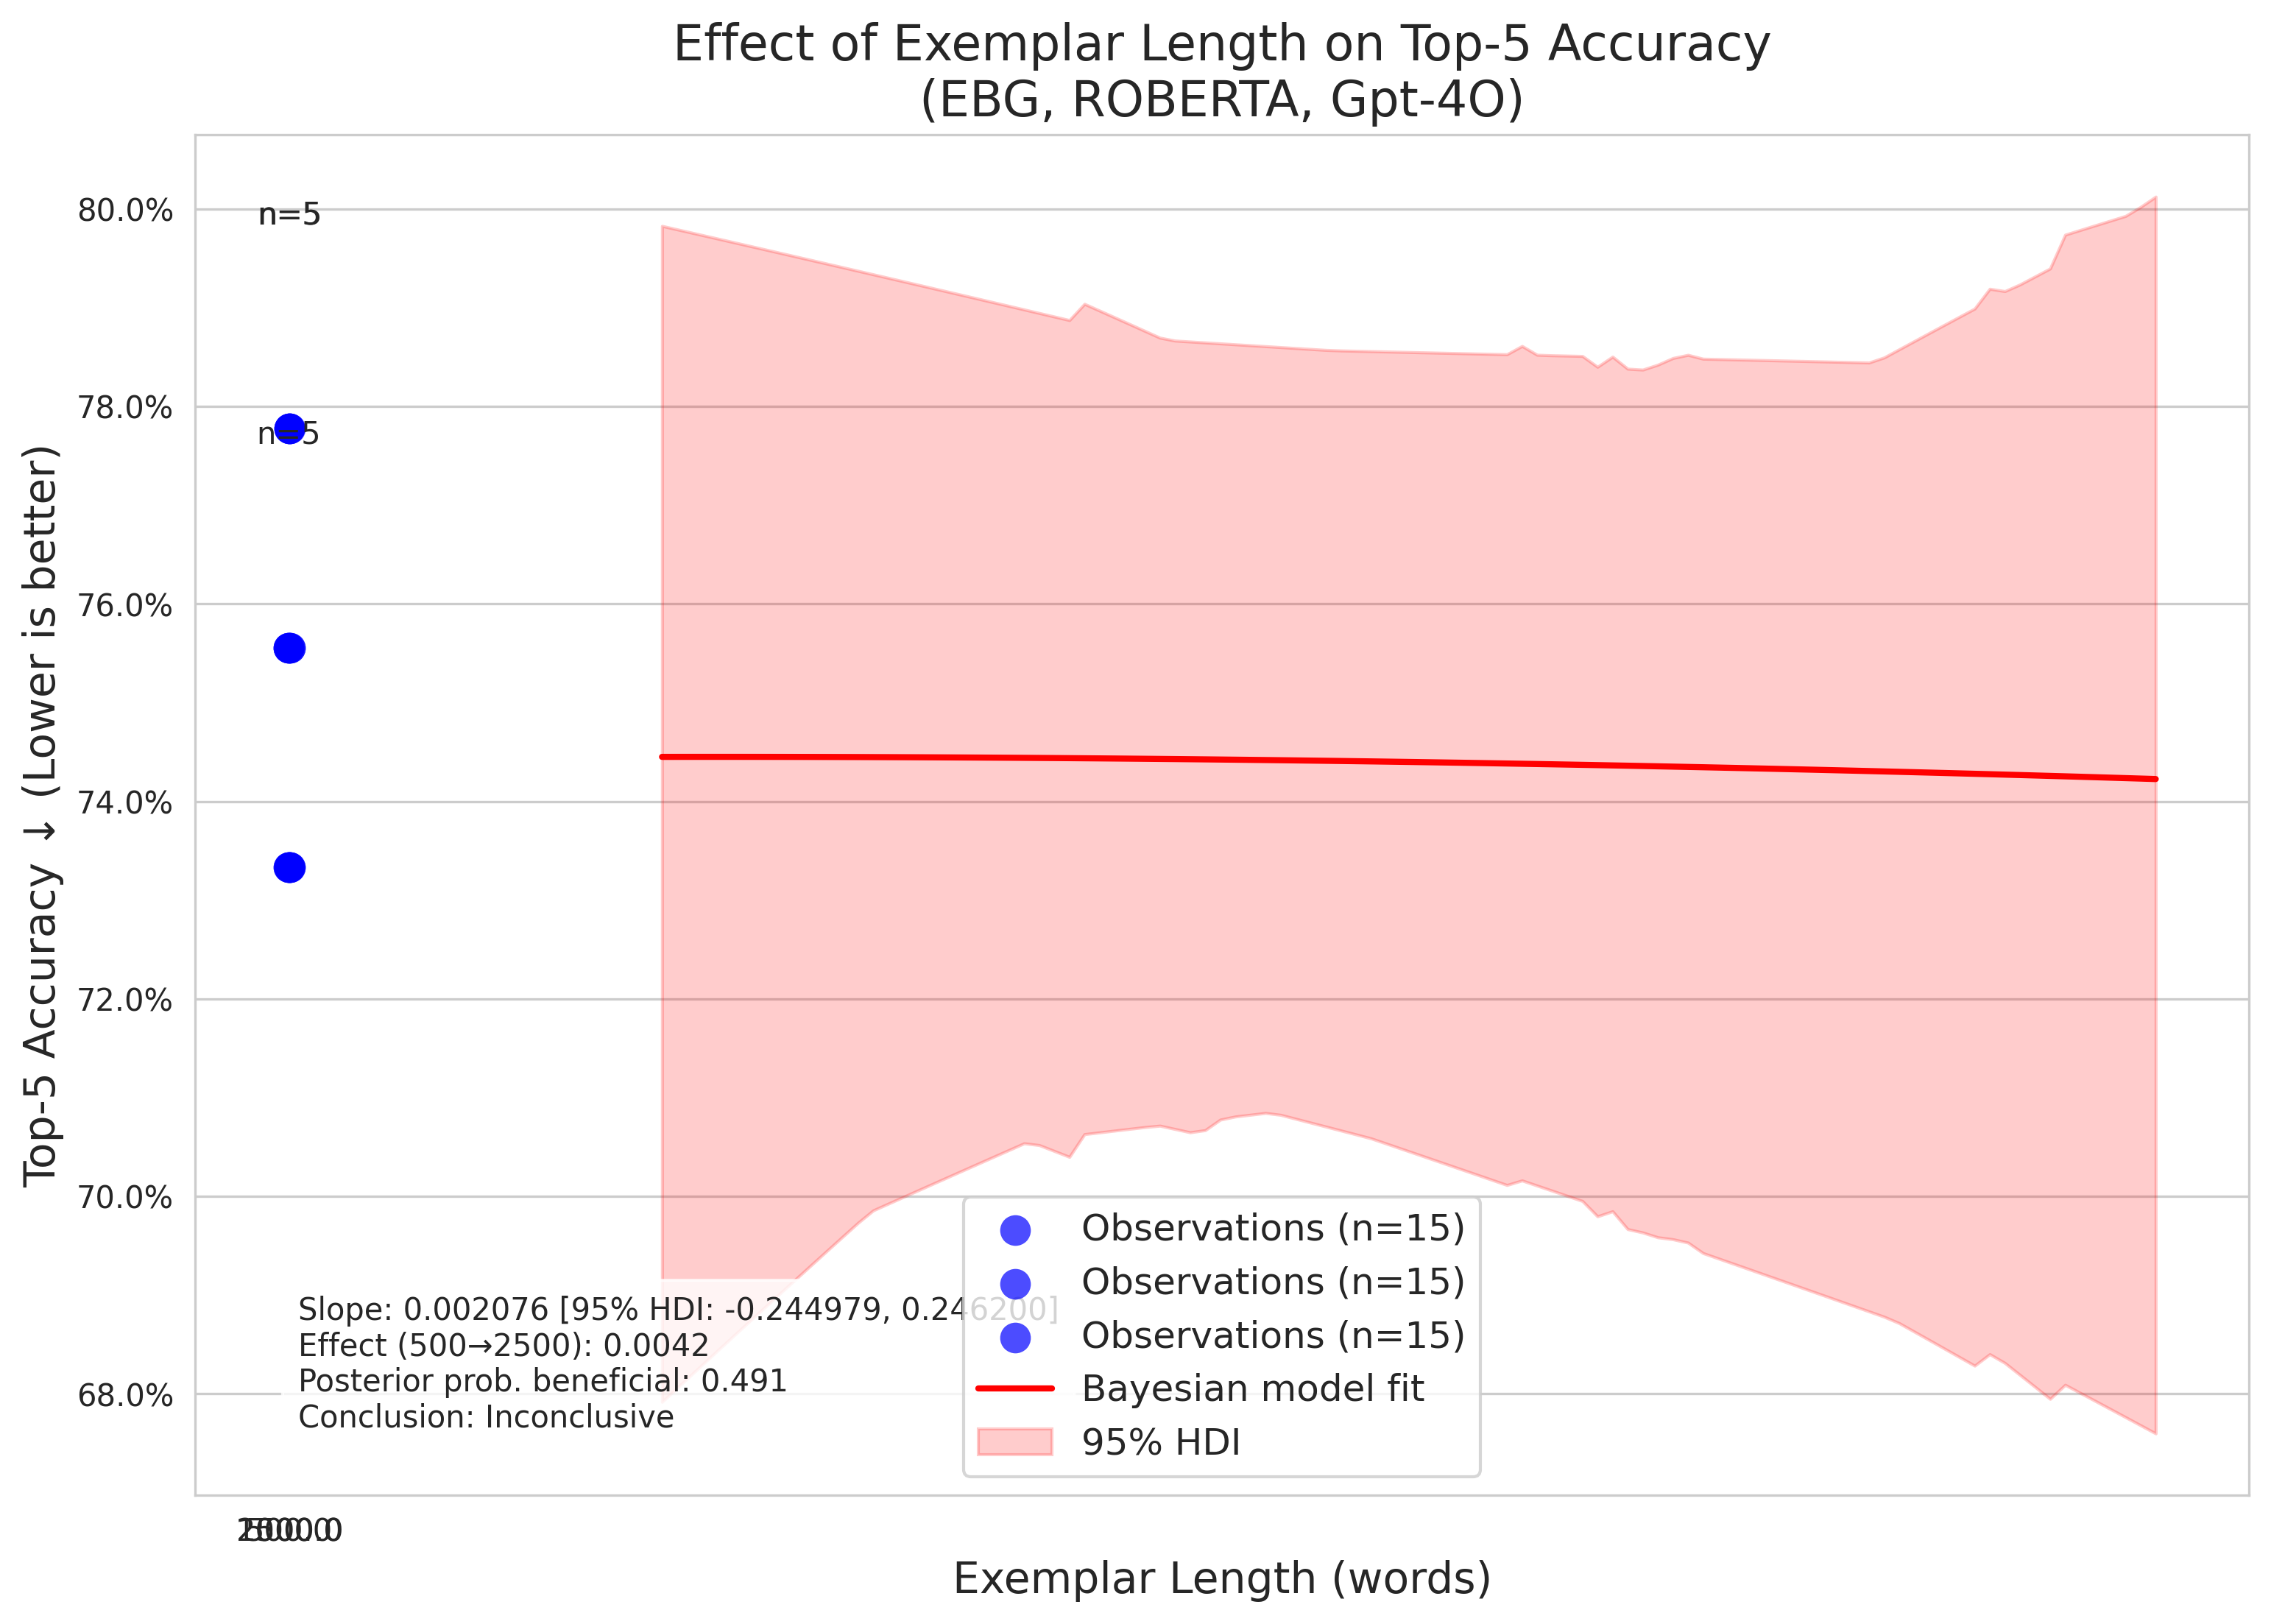 Effect of Exemplar Length on Top-5 Accuracy
(EBG, ROBERTA, Gpt-4O)
Top-5 Accuracy ↓ (Lower is better)
80.0%
78.0%
76.0%
74.0%
72.0%
70.0%
68.0%
n=5
n=5
Slope: 0.002076 [95% HDI: -0.244979, 0.246200]
Effect (500→2500): 0.0042
Posterior prob. beneficial: 0.491
Conclusion: Inconclusive
Observations (n=15)
Observations (n=15)
Observations (n=15)
Bayesian model fit
95% HDI
Exemplar Length (words)